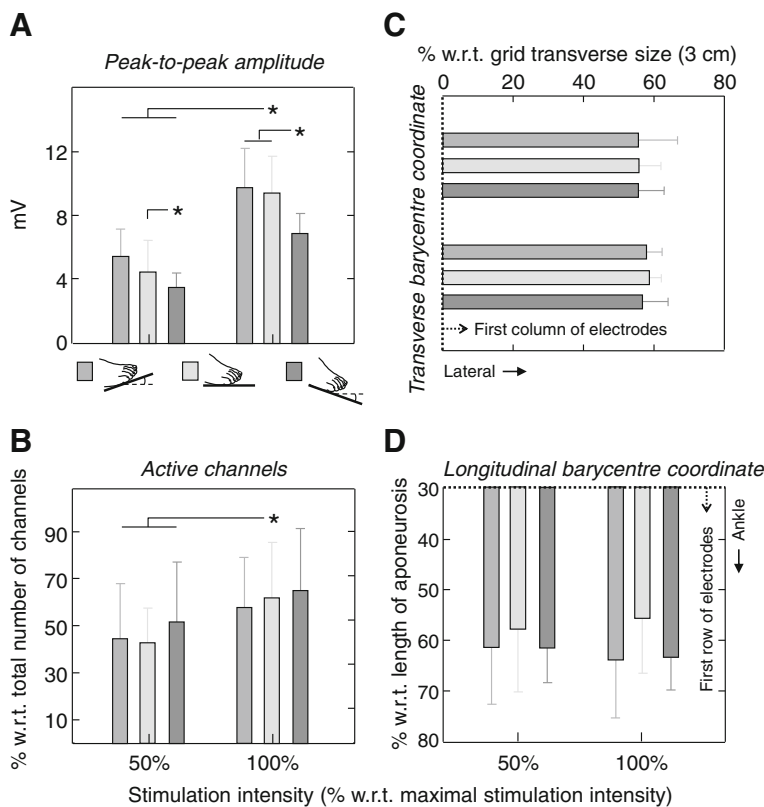 A
Peak-to-peak amplitude
mV
12
8
4
0
*
*
*
B
Active channels
% w.r.t. total number of channels
90
70
50
30
10
*
50%
100%
C
% w.r.t. grid transverse size (3 cm)
0
20
40
60
80
Transverse barycentre coordinate
First column of electrodes
Lateral
D
Longitudinal barycentre coordinate
% w.r.t. length of aponeurosis
30
40
50
60
70
80
First row of electrodes
Ankle
50%
100%
Stimulation intensity (% w.r.t. maximal stimulation intensity)